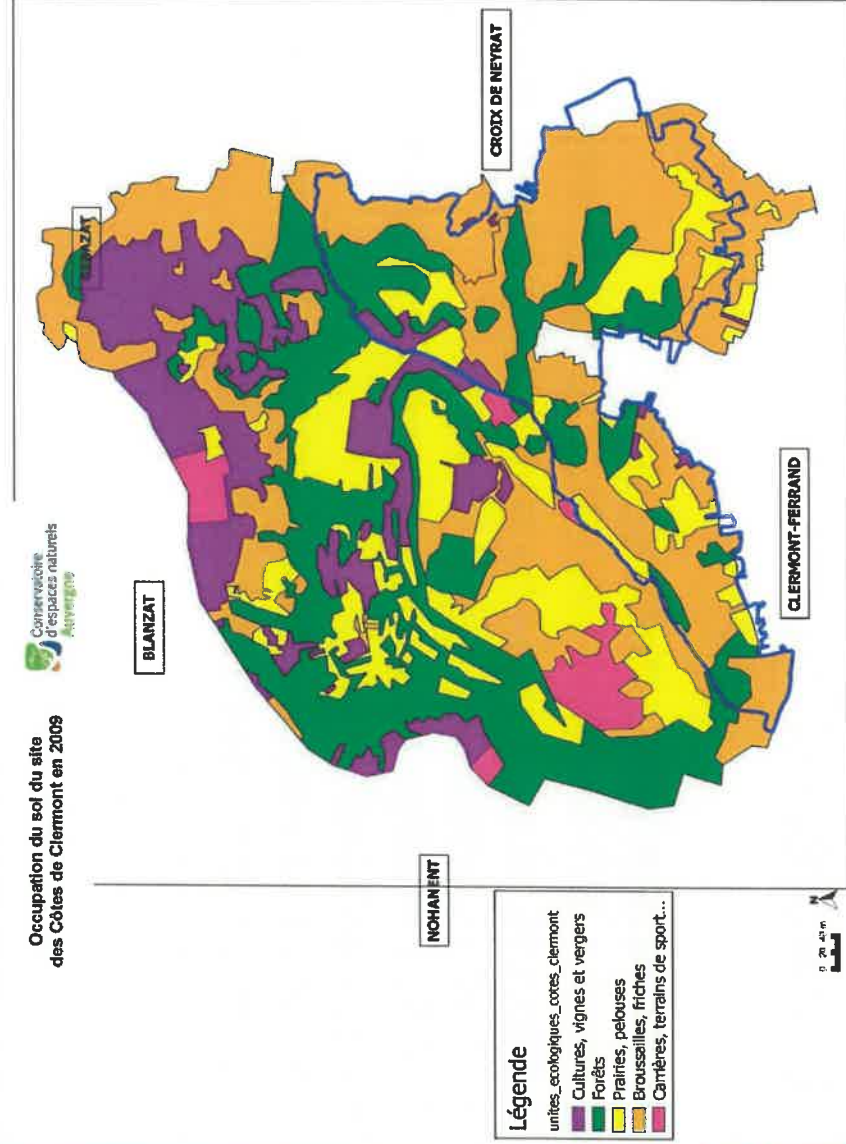 Occupation du sol du site
des Côtes de Clermont en 2009
Conservatoire
d'espaces naturels
Auvergne
BLANZAT
GERZAT
CROIX DE NEYRAT
NOHANENT
CLERMONT-FERRAND
Légende
unites_ecologiques_cotes_clermont
Cultures, vignes et vergers
Forêts
Prairies, pelouses
Broussailles, friches
Carrières, terrains de sport...
N